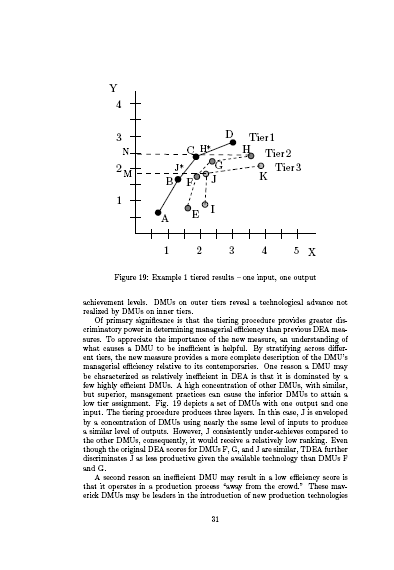 Y
4
3
D Tier 1
N C H* H Tier 2
2 J* G Tier 3
M B F J K
1
A E I
1 2 3 4 5 X
Figure 19: Example 1 tiered results – one input, one output
achievement levels. DMUs on outer tiers reveal a technological advance not
realized by DMUs on inner tiers.
Of primary significance is that the tiering procedure provides greater dis-
criminatory power in determining managerial efficiency than previous DEA mea-
sures. To appreciate the importance of the new measure, an understanding of
what causes a DMU to be inefficient is helpful. By stratifying across differ-
ent tiers, the new measure provides a more complete description of the DMU's
managerial efficiency relative to its contemporaries. One reason a DMU may
be characterized as relatively inefficient in DEA is that it is dominated by a
few highly efficient DMUs. A high concentration of other DMUs, with similar,
but superior, management practices can cause the inferior DMUs to attain a
low tier assignment. Fig. 19 depicts a set of DMUs with one output and one
input. The tiering procedure produces three layers. In this case, J is enveloped
by a concentration of DMUs using nearly the same level of inputs to produce
a similar level of outputs. However, J consistently under-achieves compared to
the other DMUs, consequently, it would receive a relatively low ranking. Even
though the original DEA scores for DMUs F, G, and J are similar, TDEA further
discriminates J as less productive given the available technology than DMUs F
and G.
A second reason an inefficient DMU may result in a low efficiency score is
that it operates in a production process "away from the crowd." These mav-
erick DMUs may be leaders in the introduction of new production technologies
31